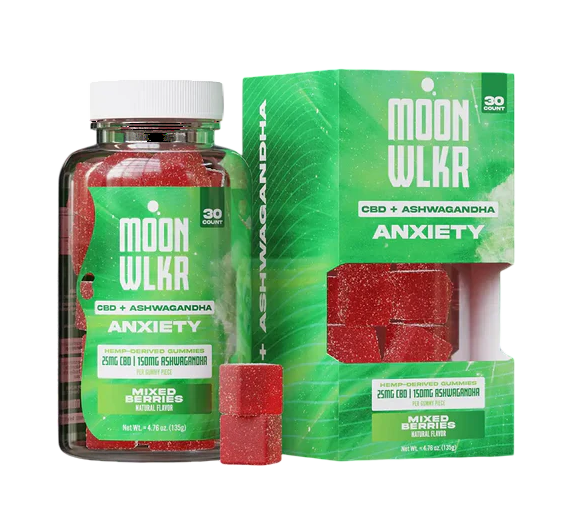 MOON
WLKR
30
COUNT
CBD + ASHWAGANDHA
ANXIETY
HEMP-DERIVED GUMMIES
25MG CBD | 150MG ASHWAGANDHA
PER GUMMY PIECE
MIXED
BERRIES
NATURAL FLAVOR
Net Wt. ≈ 4.76 oz. (135g)
+ ASHWAGANDHA
MOON
WLKR
30
COUNT
CBD + ASHWAGANDHA
ANXIETY
HEMP-DERIVED GUMMIES
25MG CBD | 150MG ASHWAGANDHA
PER GUMMY PIECE
MIXED
BERRIES
NATURAL FLAVOR
Net Wt. ≈ 4.76 oz. (135g)